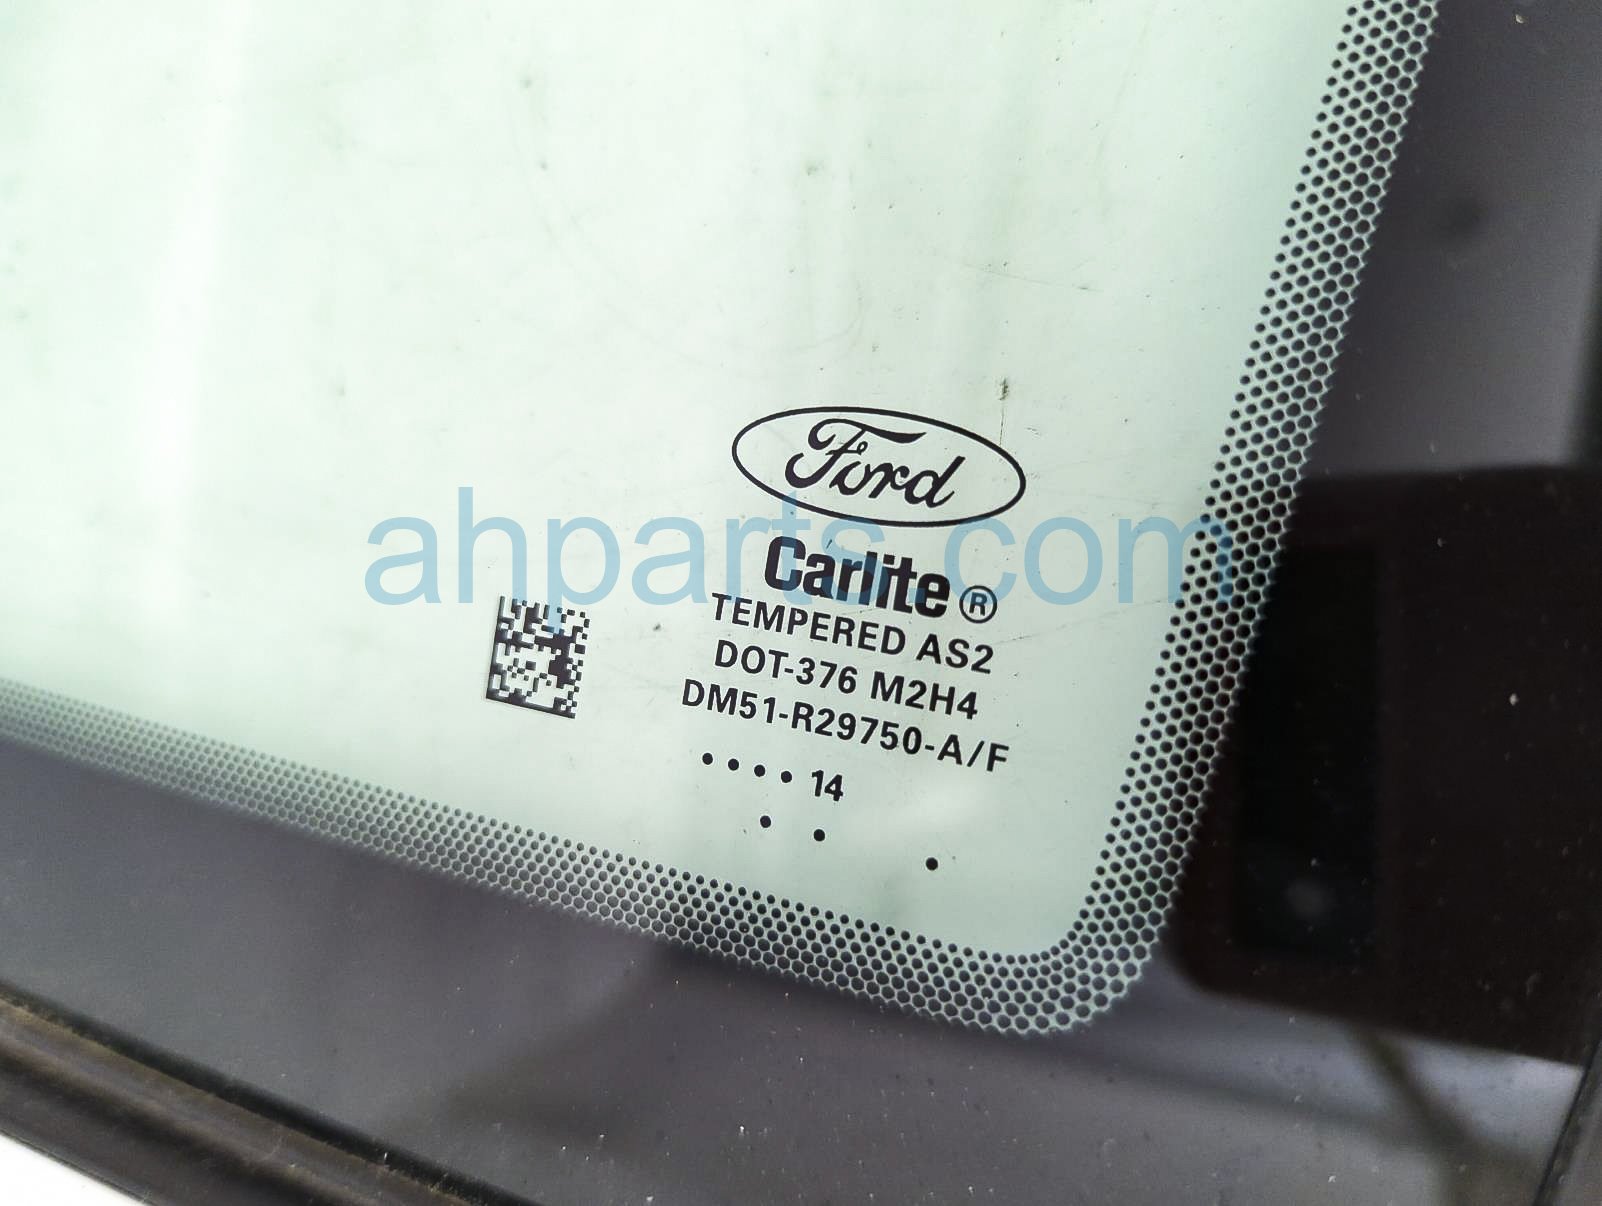 Ford
ahparts.com
Carlite®
TEMPERED AS2
DOT-376 M2H4
DM51-R29750-A/F
....14
. . .